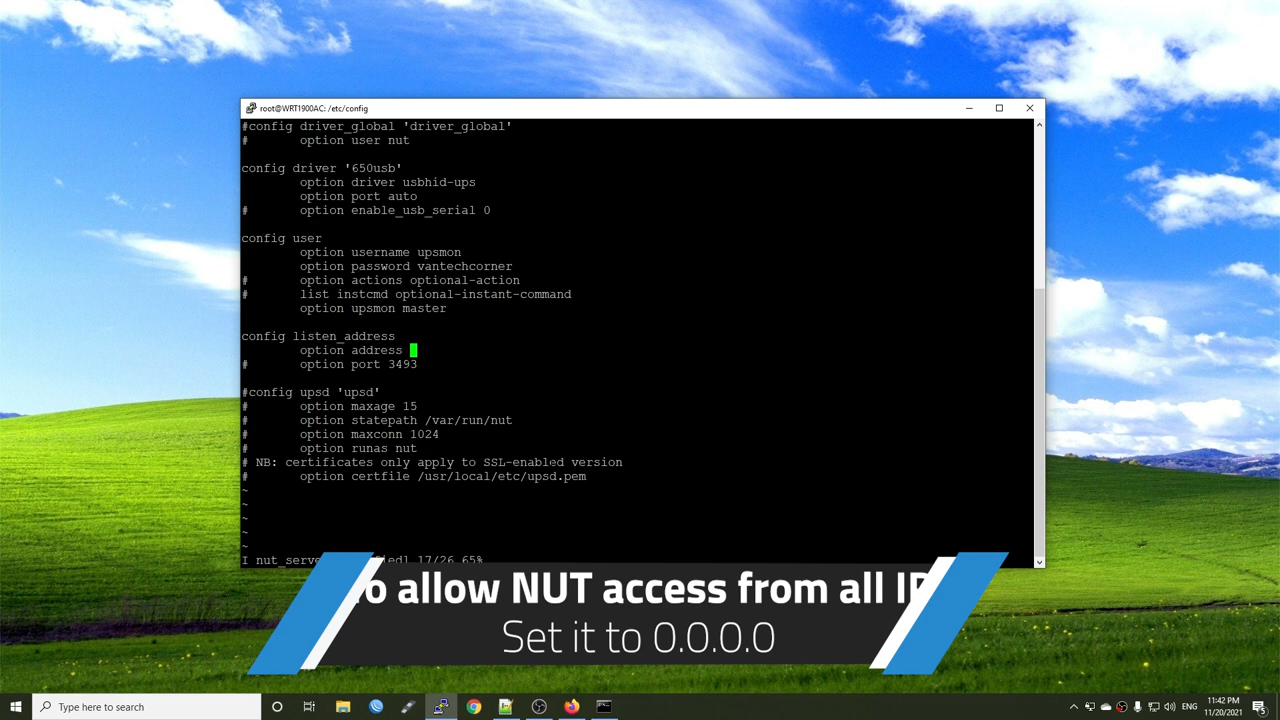 root@WRT1900AC: /etc/config
#config driver_global 'driver_global'
# option user nut
config driver '650usb'
option driver usbhid-ups
option port auto
# option enable_usb_serial 0
config user
option username upsmon
option password vantechcorner
# option actions optional-action
# list instcmd optional-instant-command
option upsmon master
config listen_address
option address
# option port 3493
#config upsd 'upsd'
# option maxage 15
# option statepath /var/run/nut
# option maxconn 1024
# option runas nut
# NB: certificates only apply to SSL-enabled version
# option certfile /usr/local/etc/upsd.pem
~
~
~
~
~
I nut_serve 17/26 65%
allow NUT access from all
Set it to 0.0.0.0
Type here to search
ENG
11:42 PM
11/20/2021
5